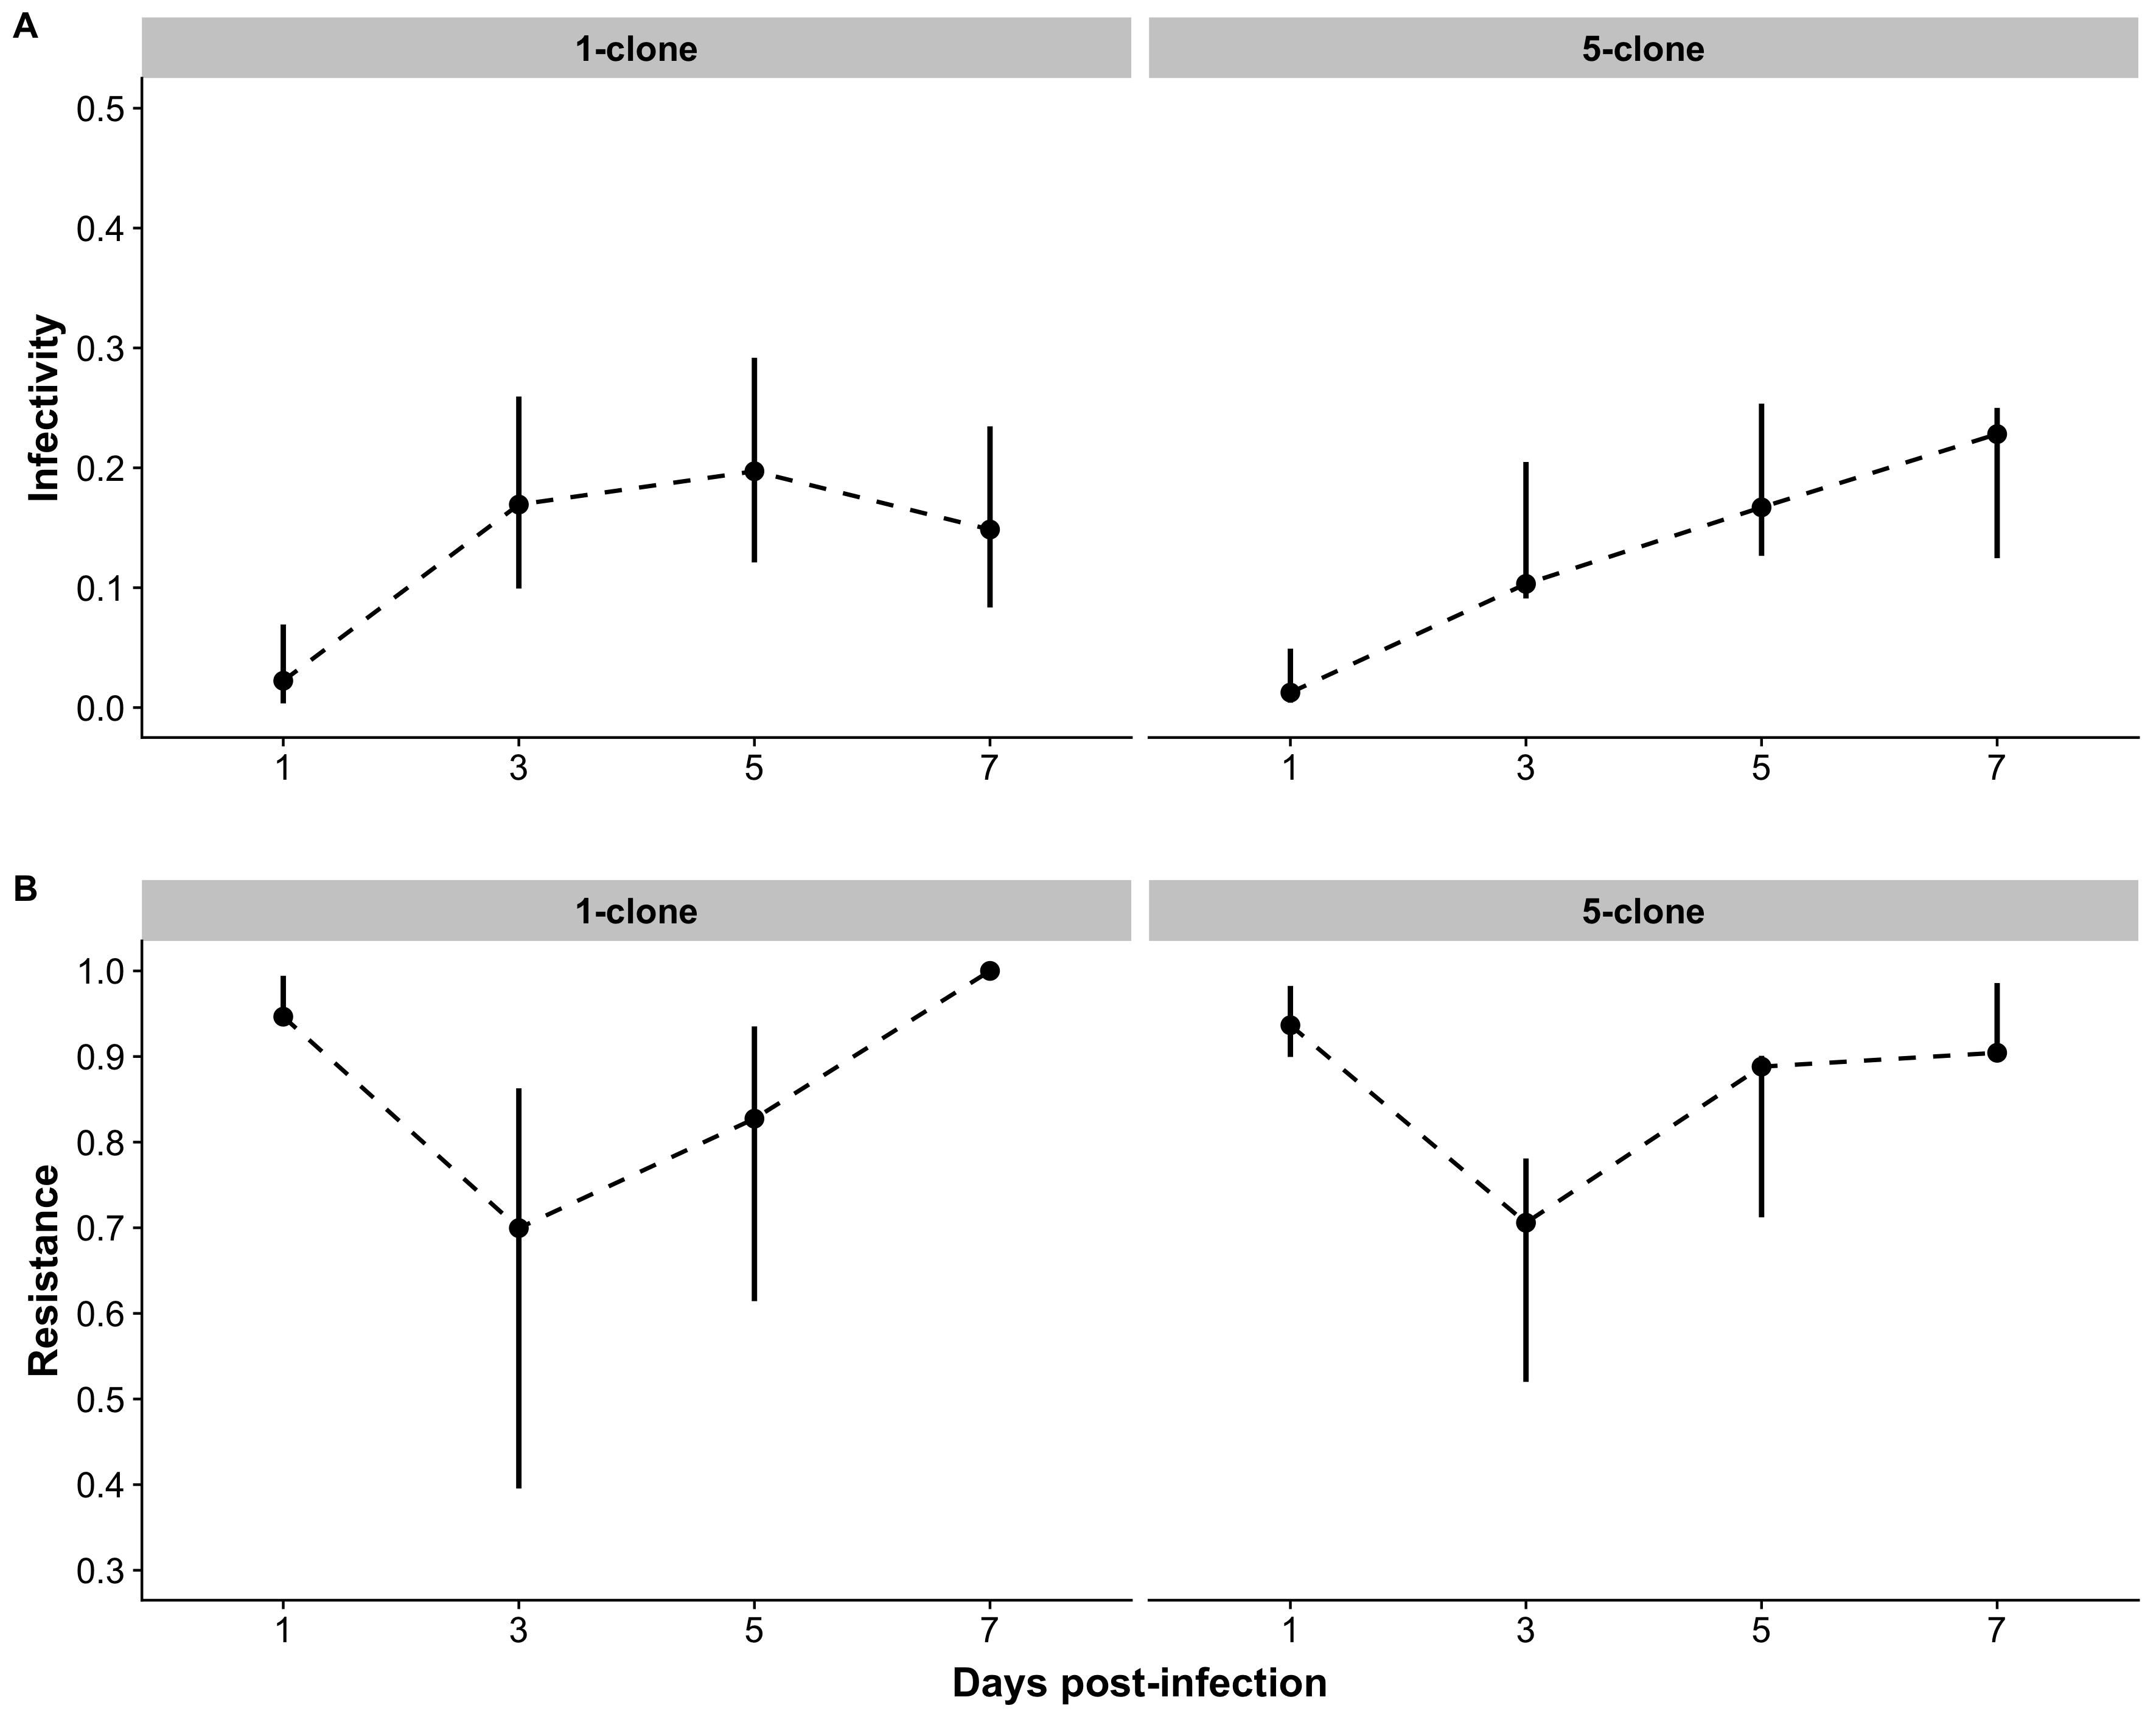 A
1-clone 5-clone
Infectivity
0.5
0.4
0.3
0.2
0.1
0.0
1 3 5 7 1 3 5 7
B
1-clone 5-clone
Resistance
1.0
0.9
0.8
0.7
0.6
0.5
0.4
0.3
1 3 5 7 1 3 5 7
Days post-infection